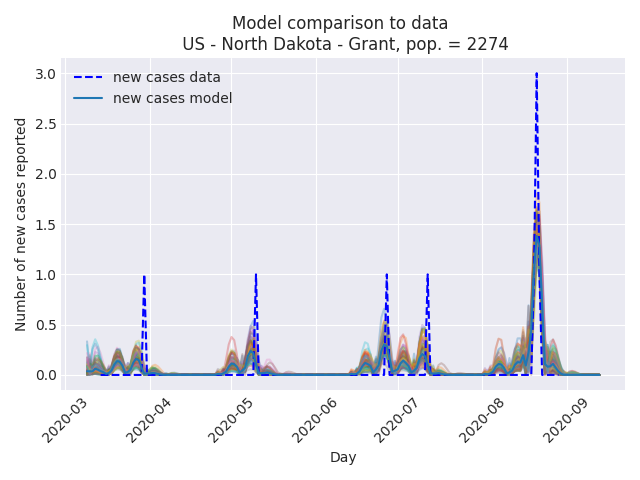 Model comparison to data
US - North Dakota - Grant, pop. = 2274
new cases data
new cases model
Number of new cases reported
3.0
2.5
2.0
1.5
1.0
0.5
0.0
2020-03
2020-04
2020-05
2020-06
2020-07
2020-08
2020-09
Day